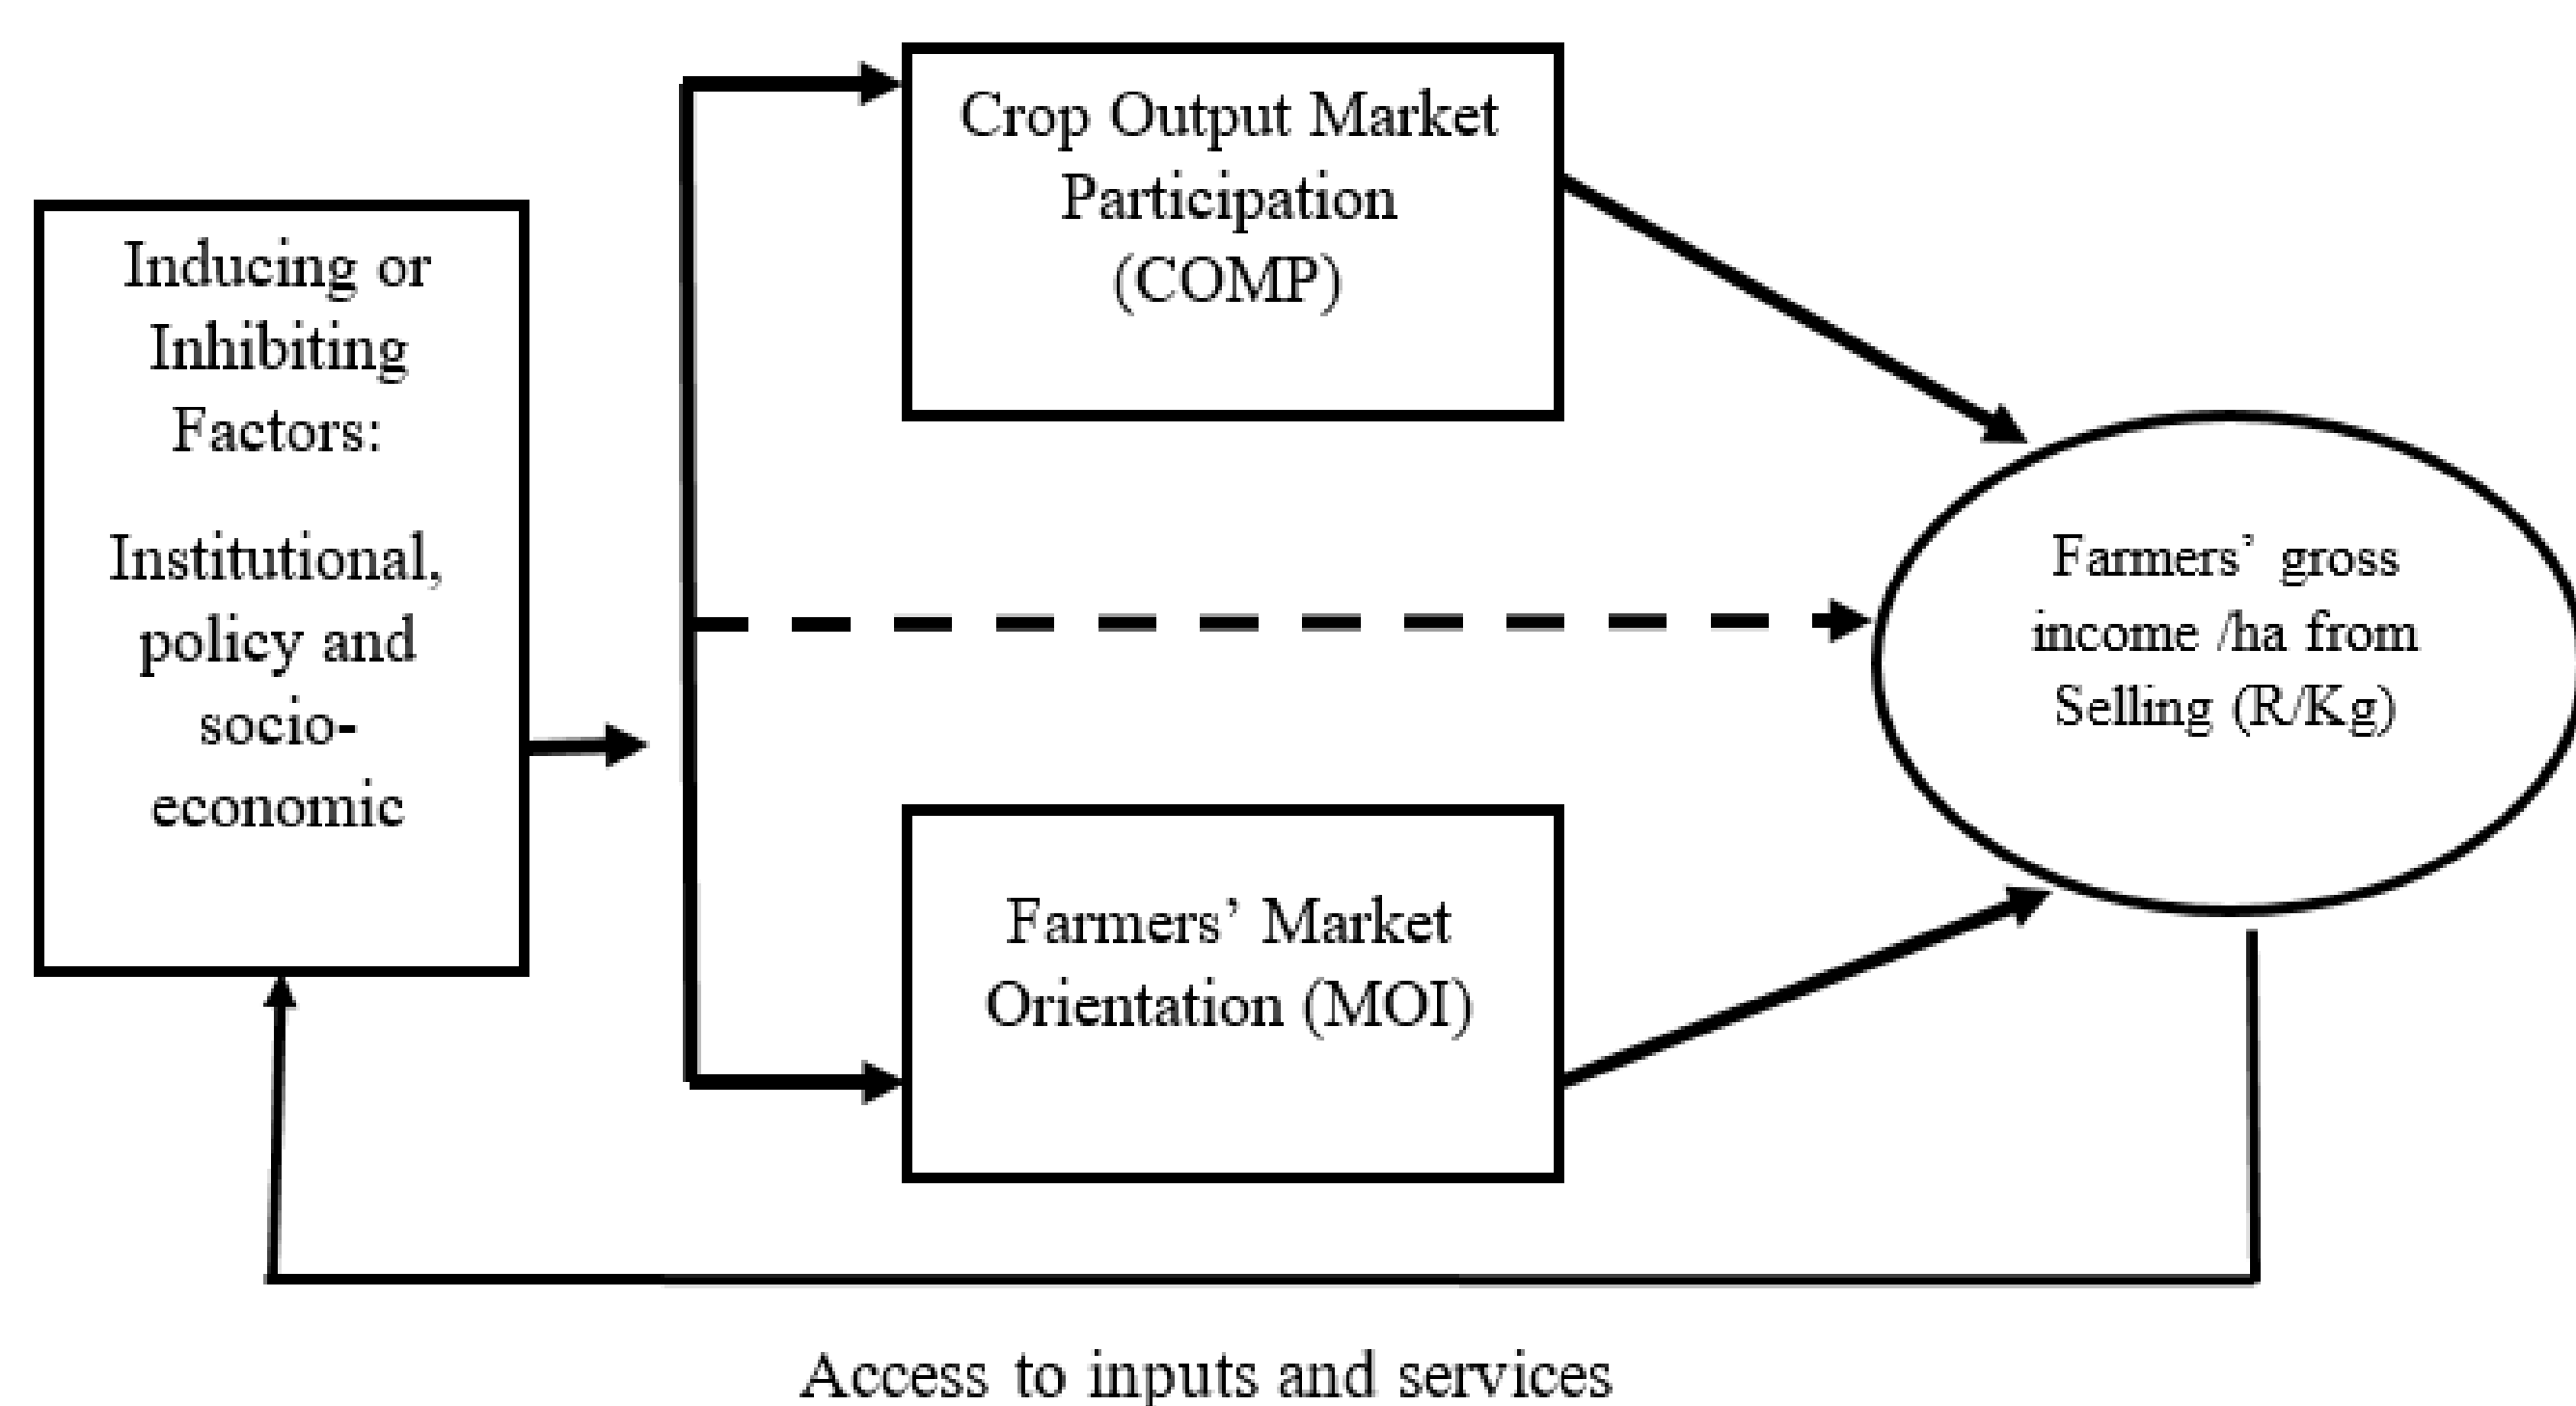 Inducing or
Inhibiting
Factors:
Institutional,
policy and
socio-
economic
Crop Output Market
Participation
(COMP)
Farmers’ Market
Orientation (MOI)
Farmers’ gross
income /ha from
Selling (R/Kg)
Access to inputs and services